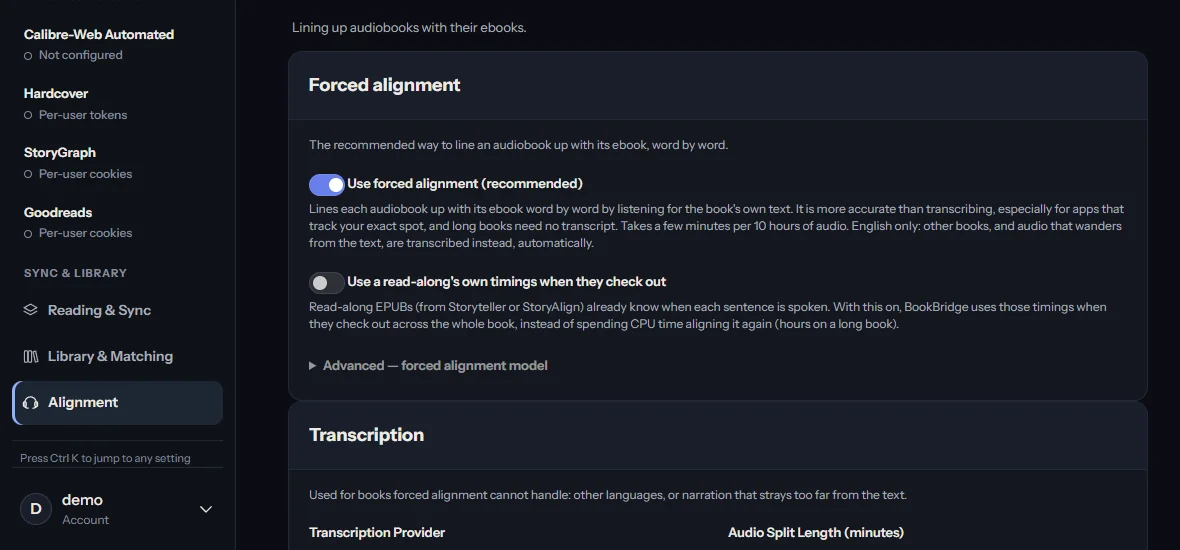 Calibre-Web Automated
Not configured
Hardcover
Per-user tokens
StoryGraph
Per-user cookies
Goodreads
Per-user cookies
SYNC & LIBRARY
Reading & Sync
Library & Matching
Alignment
Press Ctrl K to jump to any setting
D
demo
Account
Lining up audiobooks with their ebooks.
Forced alignment
The recommended way to line an audiobook up with its ebook, word by word.
Use forced alignment (recommended)
Lines each audiobook up with its ebook word by word by listening for the book's own text. It is more accurate than transcribing, especially for apps that
track your exact spot, and long books need no transcript. Takes a few minutes per 10 hours of audio. English only: other books, and audio that wanders
from the text, are transcribed instead, automatically.
Use a read-along's own timings when they check out
Read-along EPUBs (from Storyteller or StoryAlign) already know when each sentence is spoken. With this on, BookBridge uses those timings when
they check out across the whole book, instead of spending CPU time aligning it again (hours on a long book).
Advanced — forced alignment model
Transcription
Used for books forced alignment cannot handle: other languages, or narration that strays too far from the text.
Transcription Provider
Audio Split Length (minutes)